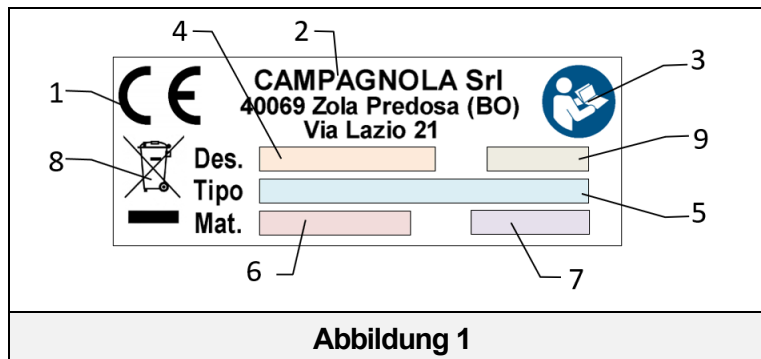 4 2
CE CAMPAGNOLA Srl 3
1 40069 Zola Predosa (BO)
Via Lazio 21 9
8 Des.
Tipo 5
Mat.
6 7
Abbildung 1